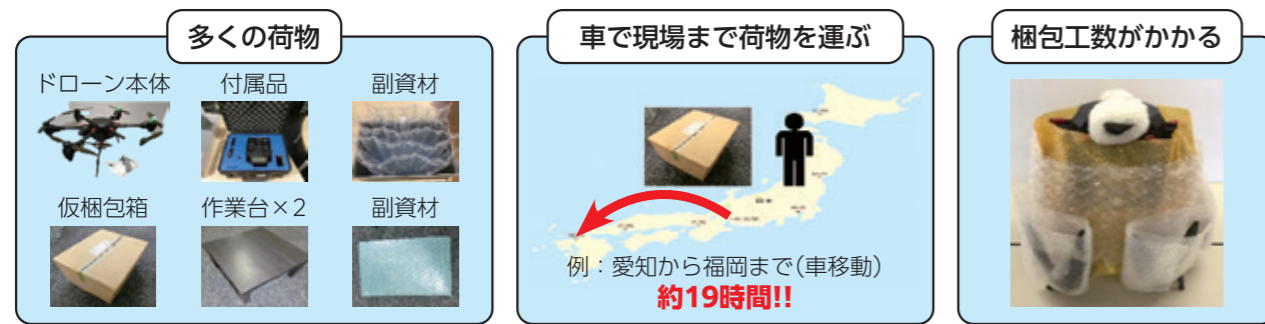 多くの荷物
ドローン本体 付属品 副資材
仮梱包箱 作業台×2 副資材
車で現場まで荷物を運ぶ
例：愛知から福岡まで（車移動）
約19時間!!
梱包工数がかかる